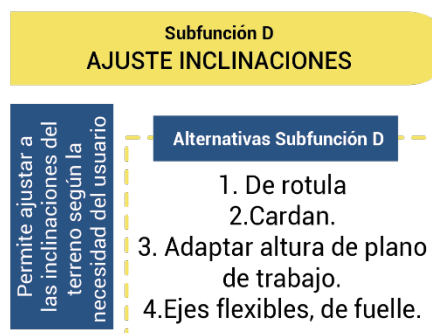 Subfunción D
AJUSTE INCLINACIONES
Permite ajustar a
las inclinaciones del
terreno según la
necesidad del usuario
Alternativas Subfunción D
1. De rotula
2.Cardan.
3. Adaptar altura de plano
de trabajo.
4.Ejes flexibles, de fuelle.